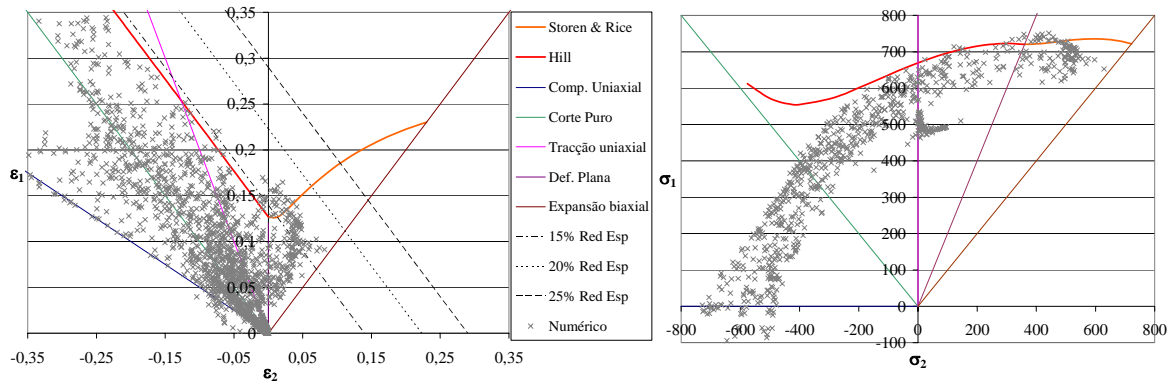 0,35
0,3
0,25
0,2
0,15
0,1
0,05
0
ε1
-0,35 -0,25 -0,15 -0,05 0,05 0,15 0,25 0,35
ε2
Storen & Rice
Hill
Comp. Uniaxial
Corte Puro
Tracção uniaxial
Def. Plana
Expansão biaxial
15% Red Esp
20% Red Esp
25% Red Esp
Numérico
800
700
600
500
400
300
200
100
0
-100
σ1
-800 -600 -400 -200 0 200 400 600 800
σ2